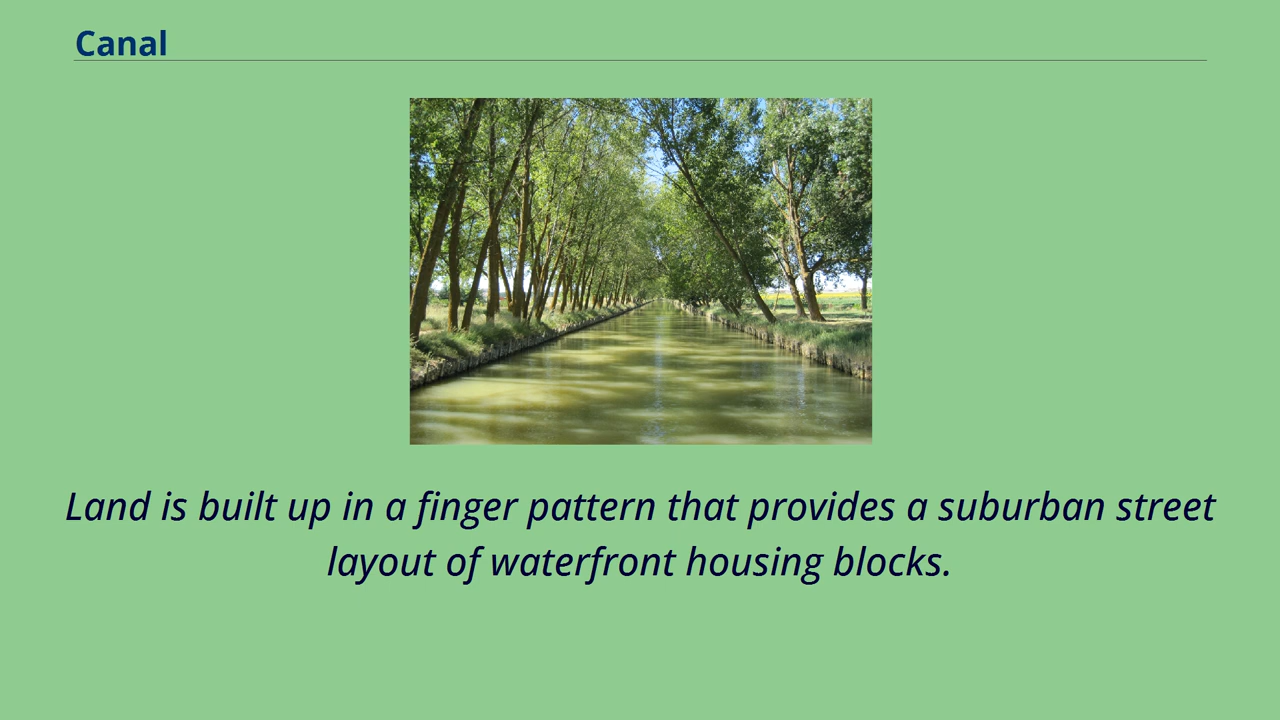 Canal
Land is built up in a finger pattern that provides a suburban street
layout of waterfront housing blocks.